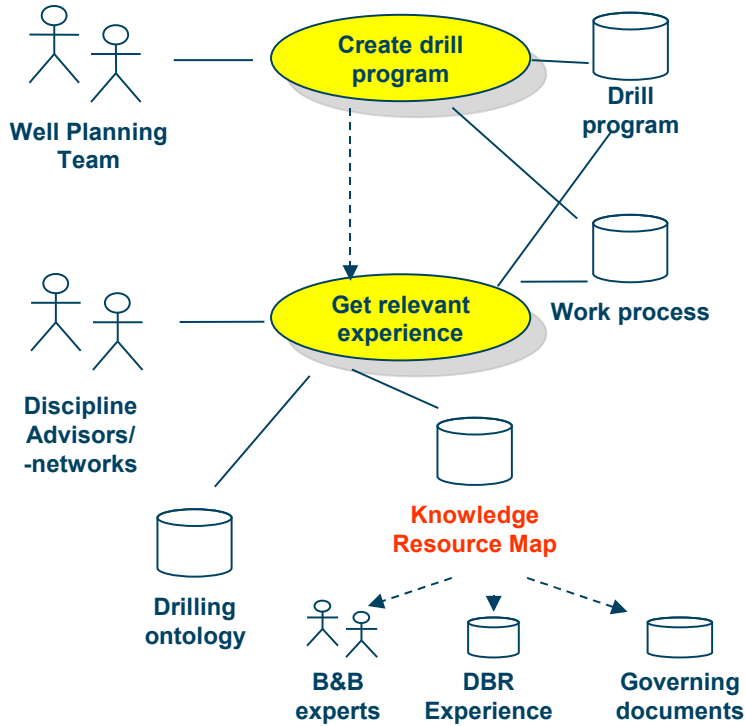 Create drill
program
Drill
program
Well Planning
Team
Get relevant
experience
Work process
Discipline
Advisors/
-networks
Knowledge
Resource Map
Drilling
ontology
B&B
experts
DBR
Experience
Governing
documents